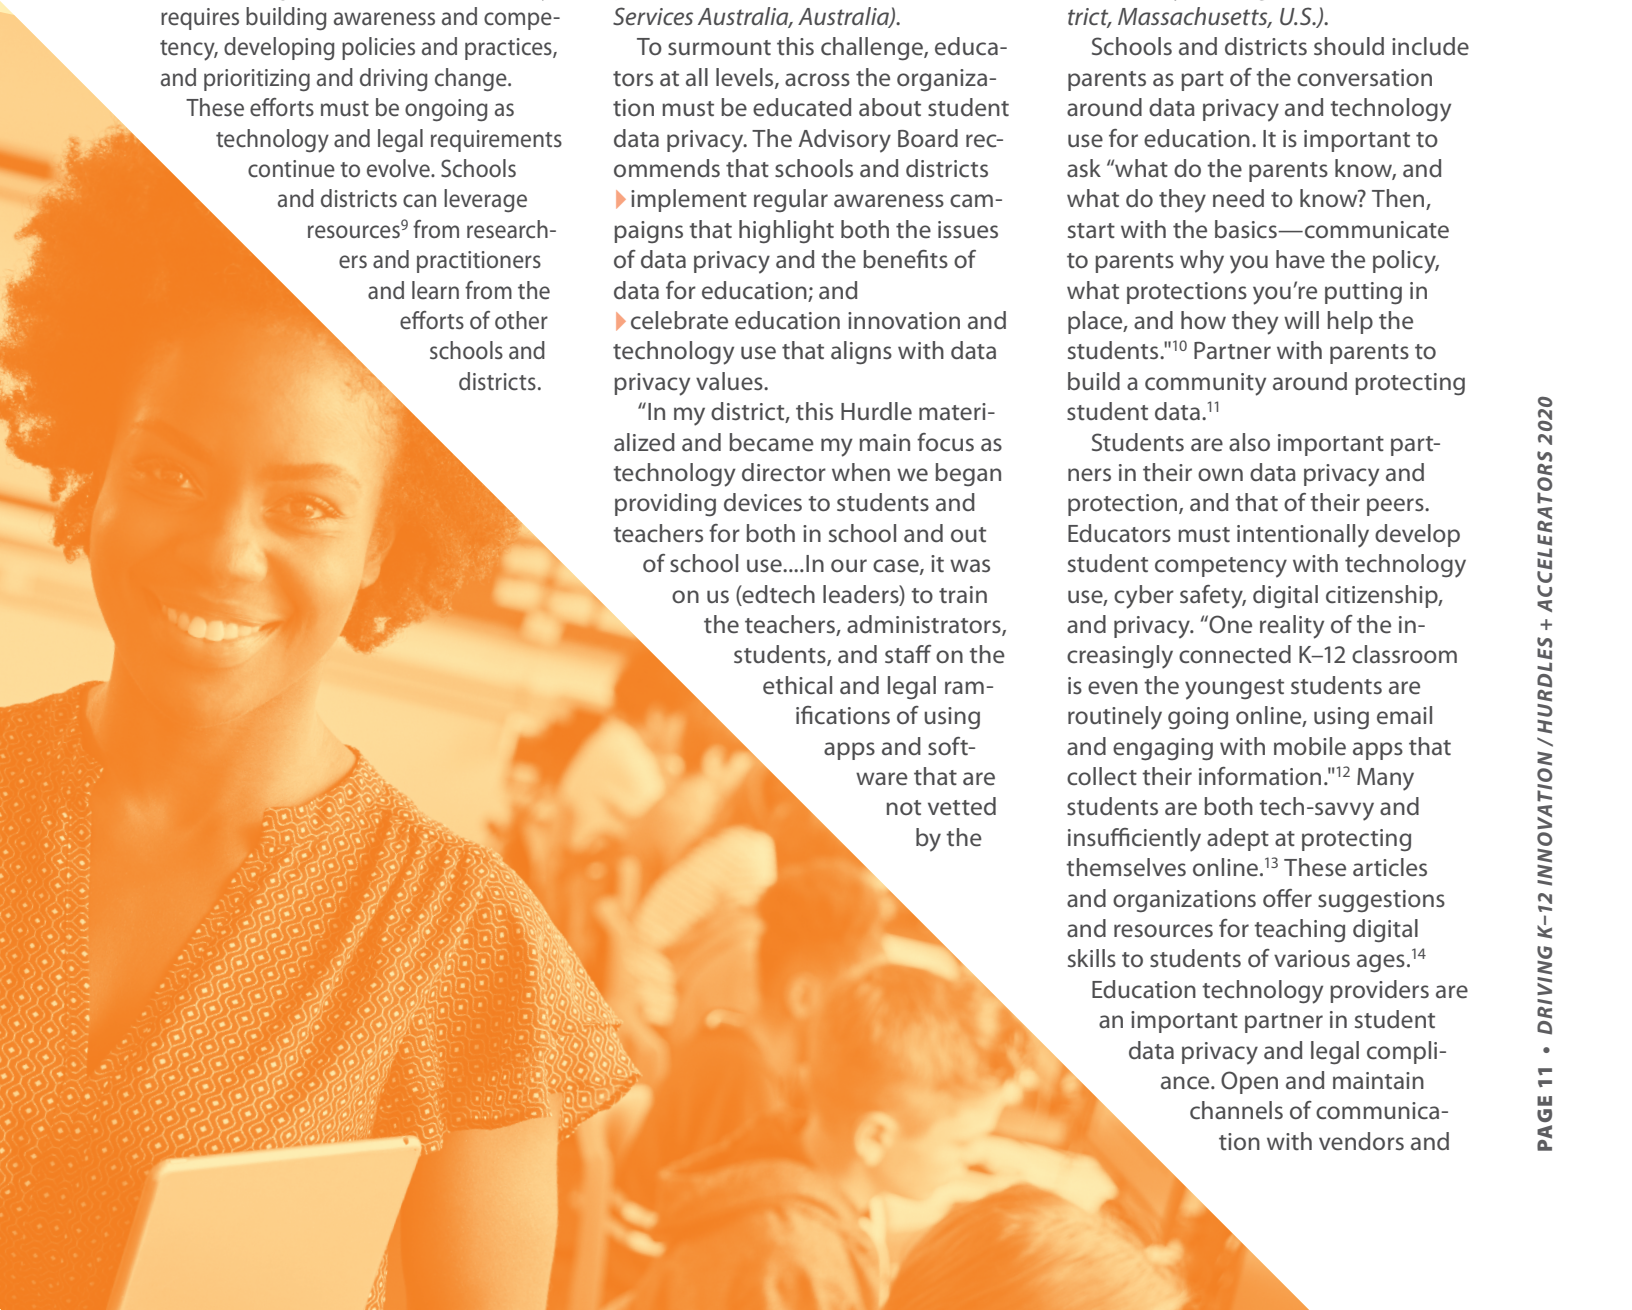 requires building awareness and compe-
tency, developing policies and practices,
and prioritizing and driving change.
These efforts must be ongoing as
technology and legal requirements
continue to evolve. Schools
and districts can leverage
resources⁹ from research-
ers and practitioners
and learn from the
efforts of other
schools and
districts.
Services Australia, Australia).
To surmount this challenge, educa-
tors at all levels, across the organiza-
tion must be educated about student
data privacy. The Advisory Board rec-
ommends that schools and districts
implement regular awareness cam-
paigns that highlight both the issues
of data privacy and the benefits of
data for education; and
celebrate education innovation and
technology use that aligns with data
privacy values.
“In my district, this Hurdle materi-
alized and became my main focus as
technology director when we began
providing devices to students and
teachers for both in school and out
of school use....In our case, it was
on us (edtech leaders) to train
the teachers, administrators,
students, and staff on the
ethical and legal ram-
ifications of using
apps and soft-
ware that are
not vetted
by the
trict, Massachusetts, U.S.).
Schools and districts should include
parents as part of the conversation
around data privacy and technology
use for education. It is important to
ask “what do the parents know, and
what do they need to know? Then,
start with the basics—communicate
to parents why you have the policy,
what protections you’re putting in
place, and how they will help the
students."¹⁰ Partner with parents to
build a community around protecting
student data.¹¹
Students are also important part-
ners in their own data privacy and
protection, and that of their peers.
Educators must intentionally develop
student competency with technology
use, cyber safety, digital citizenship,
and privacy. “One reality of the in-
creasingly connected K–12 classroom
is even the youngest students are
routinely going online, using email
and engaging with mobile apps that
collect their information."¹² Many
students are both tech-savvy and
insufficiently adept at protecting
themselves online.¹³ These articles
and organizations offer suggestions
and resources for teaching digital
skills to students of various ages.¹⁴
Education technology providers are
an important partner in student
data privacy and legal compli-
ance. Open and maintain
channels of communica-
tion with vendors and
PAGE 11 • DRIVING K–12 INNOVATION / HURDLES + ACCELERATORS 2020